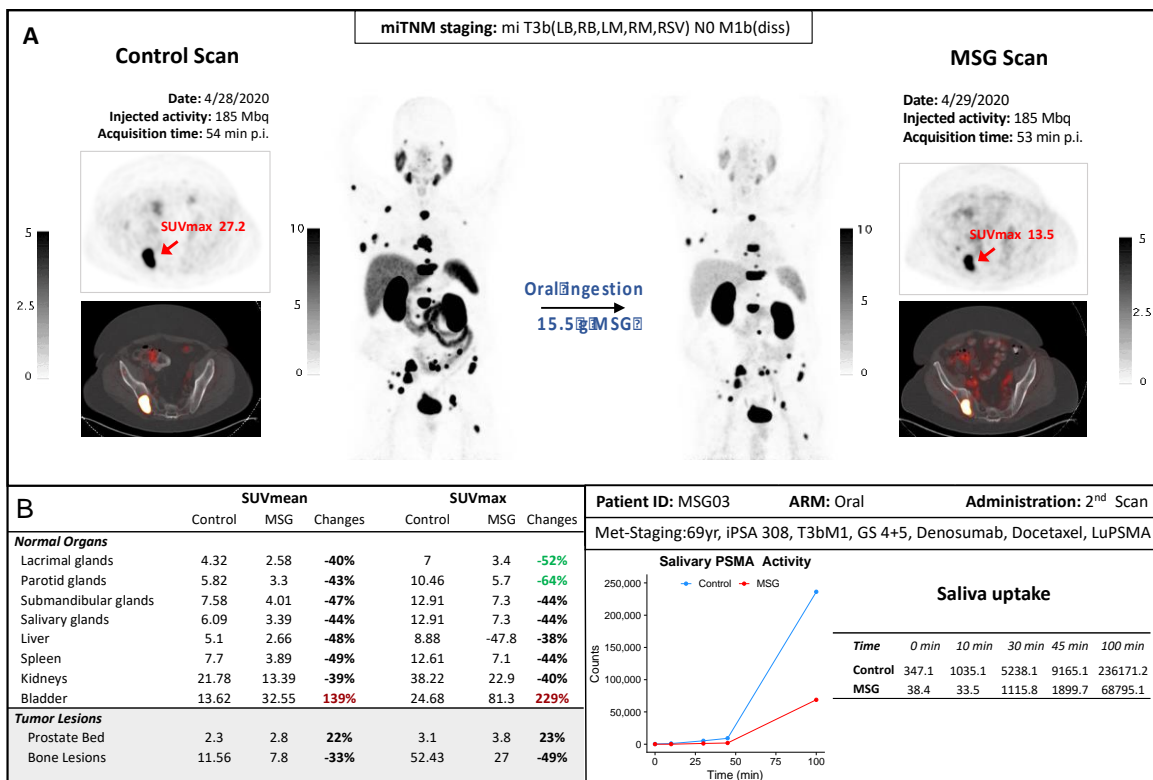 A
miTNM staging: mi T3b(LB,RB,LM,RM,RSV) N0 M1b(diss)
Control Scan
Date: 4/28/2020
Injected activity: 185 Mbq
Acquisition time: 54 min p.i.
SUVmax 27.2
5
2.5
0
10
5
0
Oral Ingestion
15.5 g MSG
MSG Scan
Date: 4/29/2020
Injected activity: 185 Mbq
Acquisition time: 53 min p.i.
10
5
0
SUVmax 13.5
5
2.5
0
B
SUVmean SUVmax
Control MSG Changes Control MSG Changes
Normal Organs
Lacrimal glands 4.32 2.58 -40% 7 3.4 -52%
Parotid glands 5.82 3.3 -43% 10.46 5.7 -64%
Submandibular glands 7.58 4.01 -47% 12.91 7.3 -44%
Salivary glands 6.09 3.39 -44% 12.91 7.3 -44%
Liver 5.1 2.66 -48% 8.88 -47.8 -38%
Spleen 7.7 3.89 -49% 12.61 7.1 -44%
Kidneys 21.78 13.39 -39% 38.22 22.9 -40%
Bladder 13.62 32.55 139% 24.68 81.3 229%
Tumor Lesions
Prostate Bed 2.3 2.8 22% 3.1 3.8 23%
Bone Lesions 11.56 7.8 -33% 52.43 27 -49%
Patient ID: MSG03 ARM: Oral Administration: 2nd Scan
Met-Staging:69yr, iPSA 308, T3bM1, GS 4+5, Denosumab, Docetaxel, LuPSMA
Salivary PSMA Activity
Control MSG
250,000
200,000
150,000
100,000
50,000
0
Counts
0 25 50 75 100
Time (min)
Saliva uptake
Time 0 min 10 min 30 min 45 min 100 min
Control 347.1 1035.1 5238.1 9165.1 236171.2
MSG 38.4 33.5 1115.8 1899.7 68795.1